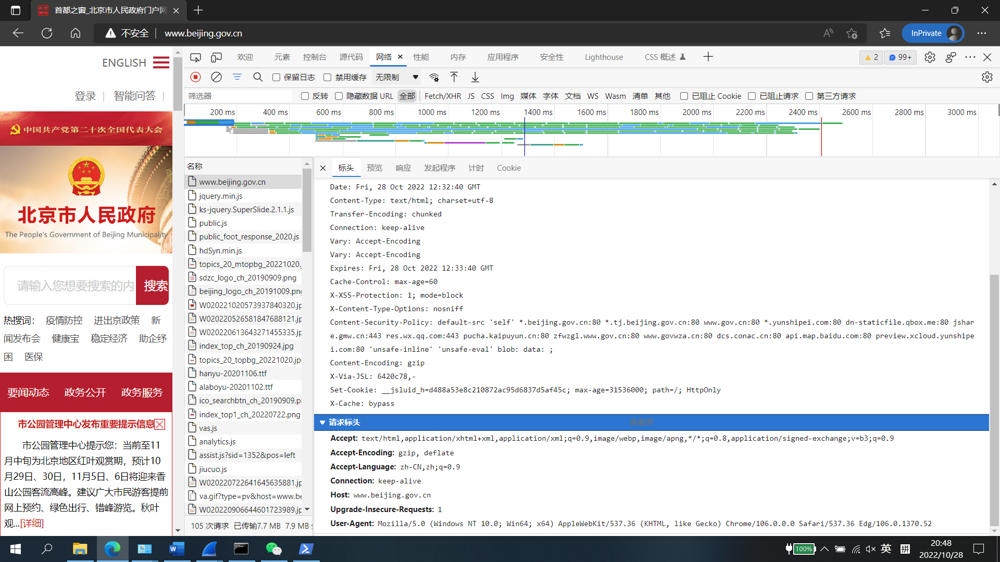 首都之窗_北京市人民政府门户网
不安全
www.beijing.gov.cn
InPrivate
ENGLISH
登录 | 智能问答 |
中国共产党第二十次全国代表大会
北京市人民政府
The People's Government of Beijing Municipality
请输入您想要搜索的内
搜索
热搜词： 疫情防控 进出京政策 新
闻发布会 健康宝 稳定经济 助企纾
困 医保
要闻动态 政务公开 政务服务
市公园管理中心发布重要提示信息
市公园管理中心提示您：当前至11
月中旬为北京地区红叶观赏期，预计10
月29日、30日，11月5日、6日将迎来香
山公园客流高峰。建议广大市民游客提前
网上预约、绿色出行、错峰游览。秋叶
观...[详细]
欢迎 元素 控制台 源代码 网络 性能 内存 应用程序 安全性 Lighthouse CSS 概述
2 99+
保留日志 禁用缓存 无限制
筛选器 反转 隐藏数据 URL 全部 Fetch/XHR JS CSS Img 媒体 字体 文档 WS Wasm 清单 其他 已阻止 Cookie 已阻止请求 第三方请求
200 ms 400 ms 600 ms 800 ms 1000 ms 1200 ms 1400 ms 1600 ms 1800 ms 2000 ms 2200 ms 2400 ms 2600 ms 2800 ms 3000 ms
名称
www.beijing.gov.cn
jquery.min.js
ks-jquery.SuperSlide.2.1.1.js
public.js
public_foot_response_2020.js
hdSyn.min.js
topics_20_mtopbg_20221020.
sdzc_logo_ch_20190909.png
beijing_logo_ch_20191009.png
W020221020573937840320.jp
W020220526581847688121.jp
W020220613643271455335.jp
index_top_ch_20190924.jpg
topics_20_topbg_20221020.jp
hanyu-20201106.ttf
alaboyu-20201102.ttf
ico_searchbtn_ch_20190909.p
index_top1_ch_20220722.png
vas.js
analytics.js
assist.js?sid=1352&pos=left
jiucuo.js
W020220722641645635881.jp
va.gif?type=pv&host=www.be
W020220906644601723989.jp
105 次请求 已传输7.7 MB 7.9 MB
标头 预览 响应 发起程序 计时 Cookie
Date: Fri, 28 Oct 2022 12:32:40 GMT
Content-Type: text/html; charset=utf-8
Transfer-Encoding: chunked
Connection: keep-alive
Vary: Accept-Encoding
Vary: Accept-Encoding
Expires: Fri, 28 Oct 2022 12:33:40 GMT
Cache-Control: max-age=60
X-XSS-Protection: 1; mode=block
X-Content-Type-Options: nosniff
Content-Security-Policy: default-src 'self' *.beijing.gov.cn:80 *.tj.beijing.gov.cn:80 www.gov.cn:80 *.yunshipei.com:80 dn-staticfile.qbox.me:80 jshar
e.gmw.cn:443 res.wx.qq.com:443 pucha.kaipuyun.cn:80 zfwzgl.www.gov.cn:80 www.govwza.cn:80 dcs.conac.cn:80 api.map.baidu.com:80 preview.xcloud.yunshipe
i.com:80 'unsafe-inline' 'unsafe-eval' blob: data: ;
Content-Encoding: gzip
X-Via-JSL: 6420c78,-
Set-Cookie: __jsluid_h=d488a53e8c210872ac95d6837d5af45c; max-age=31536000; path=/; HttpOnly
X-Cache: bypass
请求标头 查看源
Accept: text/html,application/xhtml+xml,application/xml;q=0.9,image/webp,image/apng,*/*;q=0.8,application/signed-exchange;v=b3;q=0.9
Accept-Encoding: gzip, deflate
Accept-Language: zh-CN,zh;q=0.9
Connection: keep-alive
Host: www.beijing.gov.cn
Upgrade-Insecure-Requests: 1
User-Agent: Mozilla/5.0 (Windows NT 10.0; Win64; x64) AppleWebKit/537.36 (KHTML, like Gecko) Chrome/106.0.0.0 Safari/537.36 Edg/106.0.1370.52
100% 英 拼
20:48
2022/10/28